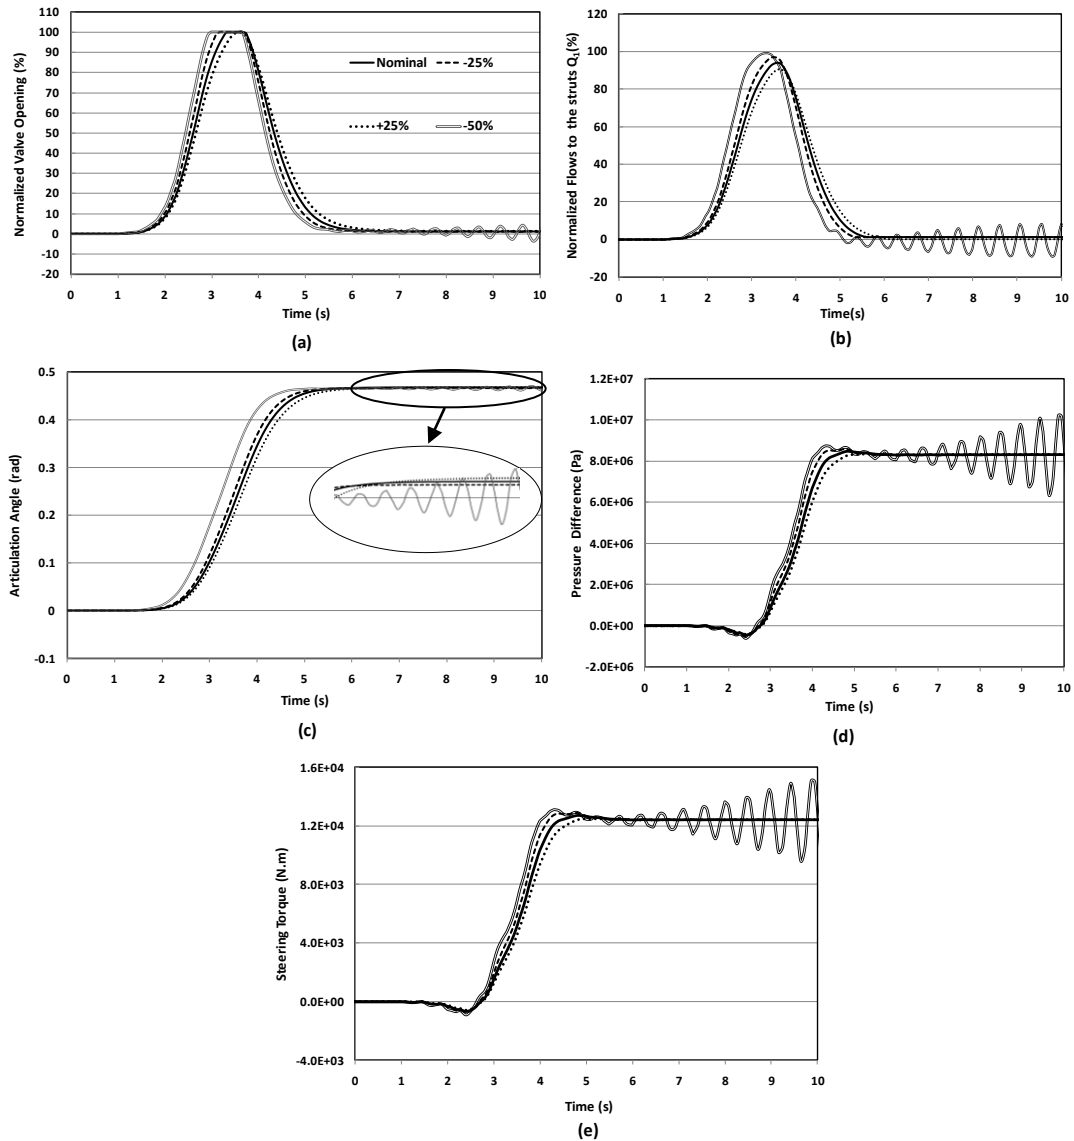 110
100
90
80
70
60
50
40
30
20
10
0
-10
-20
Normalized Valve Opening (%)
Nominal -25%
+25% -50%
0 1 2 3 4 5 6 7 8 9 10
Time (s)
(a)
120
100
80
60
40
20
0
-20
Normalized Flows to the struts Q1(%)
0 1 2 3 4 5 6 7 8 9 10
Time(s)
(b)
0.5
0.4
0.3
0.2
0.1
0
-0.1
Articulation Angle (rad)
0 1 2 3 4 5 6 7 8 9 10
Time (s)
(c)
1.2E+07
1.0E+07
8.0E+06
6.0E+06
4.0E+06
2.0E+06
0.0E+00
-2.0E+06
Pressure Difference (Pa)
0 1 2 3 4 5 6 7 8 9 10
Time (s)
(d)
1.6E+04
1.2E+04
8.0E+03
4.0E+03
0.0E+00
-4.0E+03
Steering Torque (N.m)
0 1 2 3 4 5 6 7 8 9 10
Time (s)
(e)